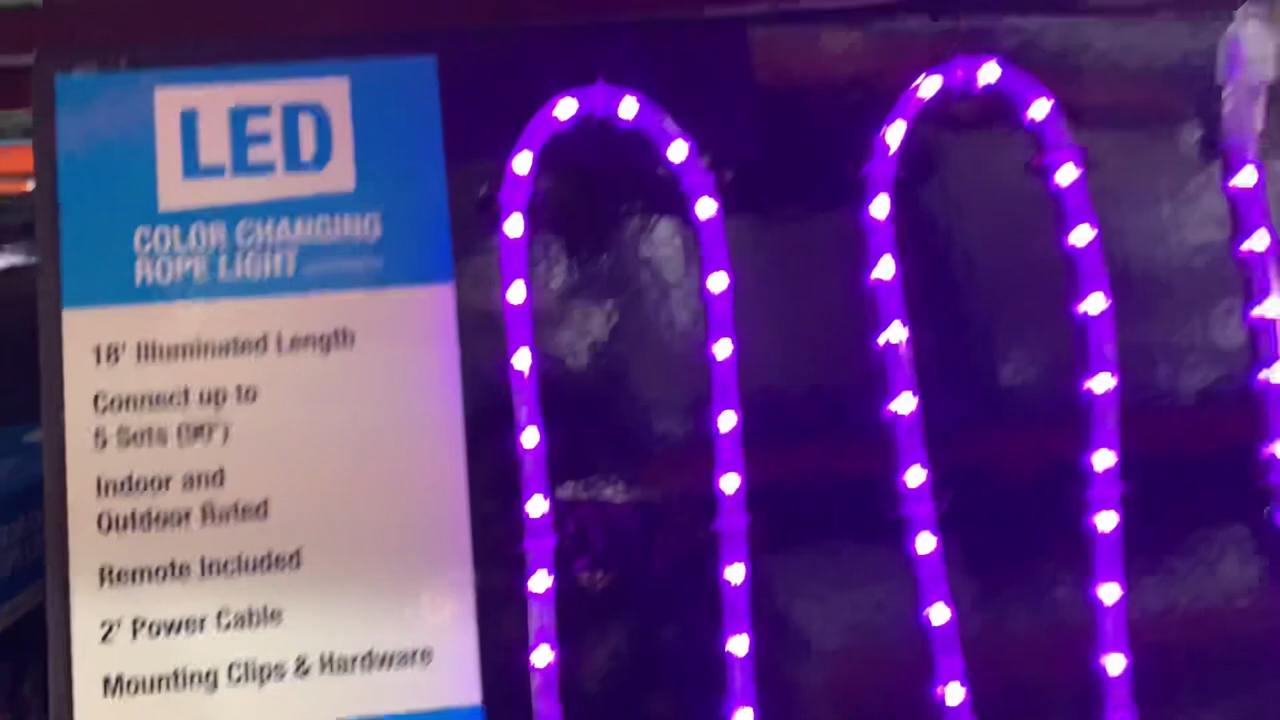 LED
COLOR CHANGING
ROPE LIGHT
18' Illuminated Length
Connect up to
5 Sets (90')
Indoor and
Outdoor Rated
Remote Included
2' Power Cable
Mounting Clips & Hardware